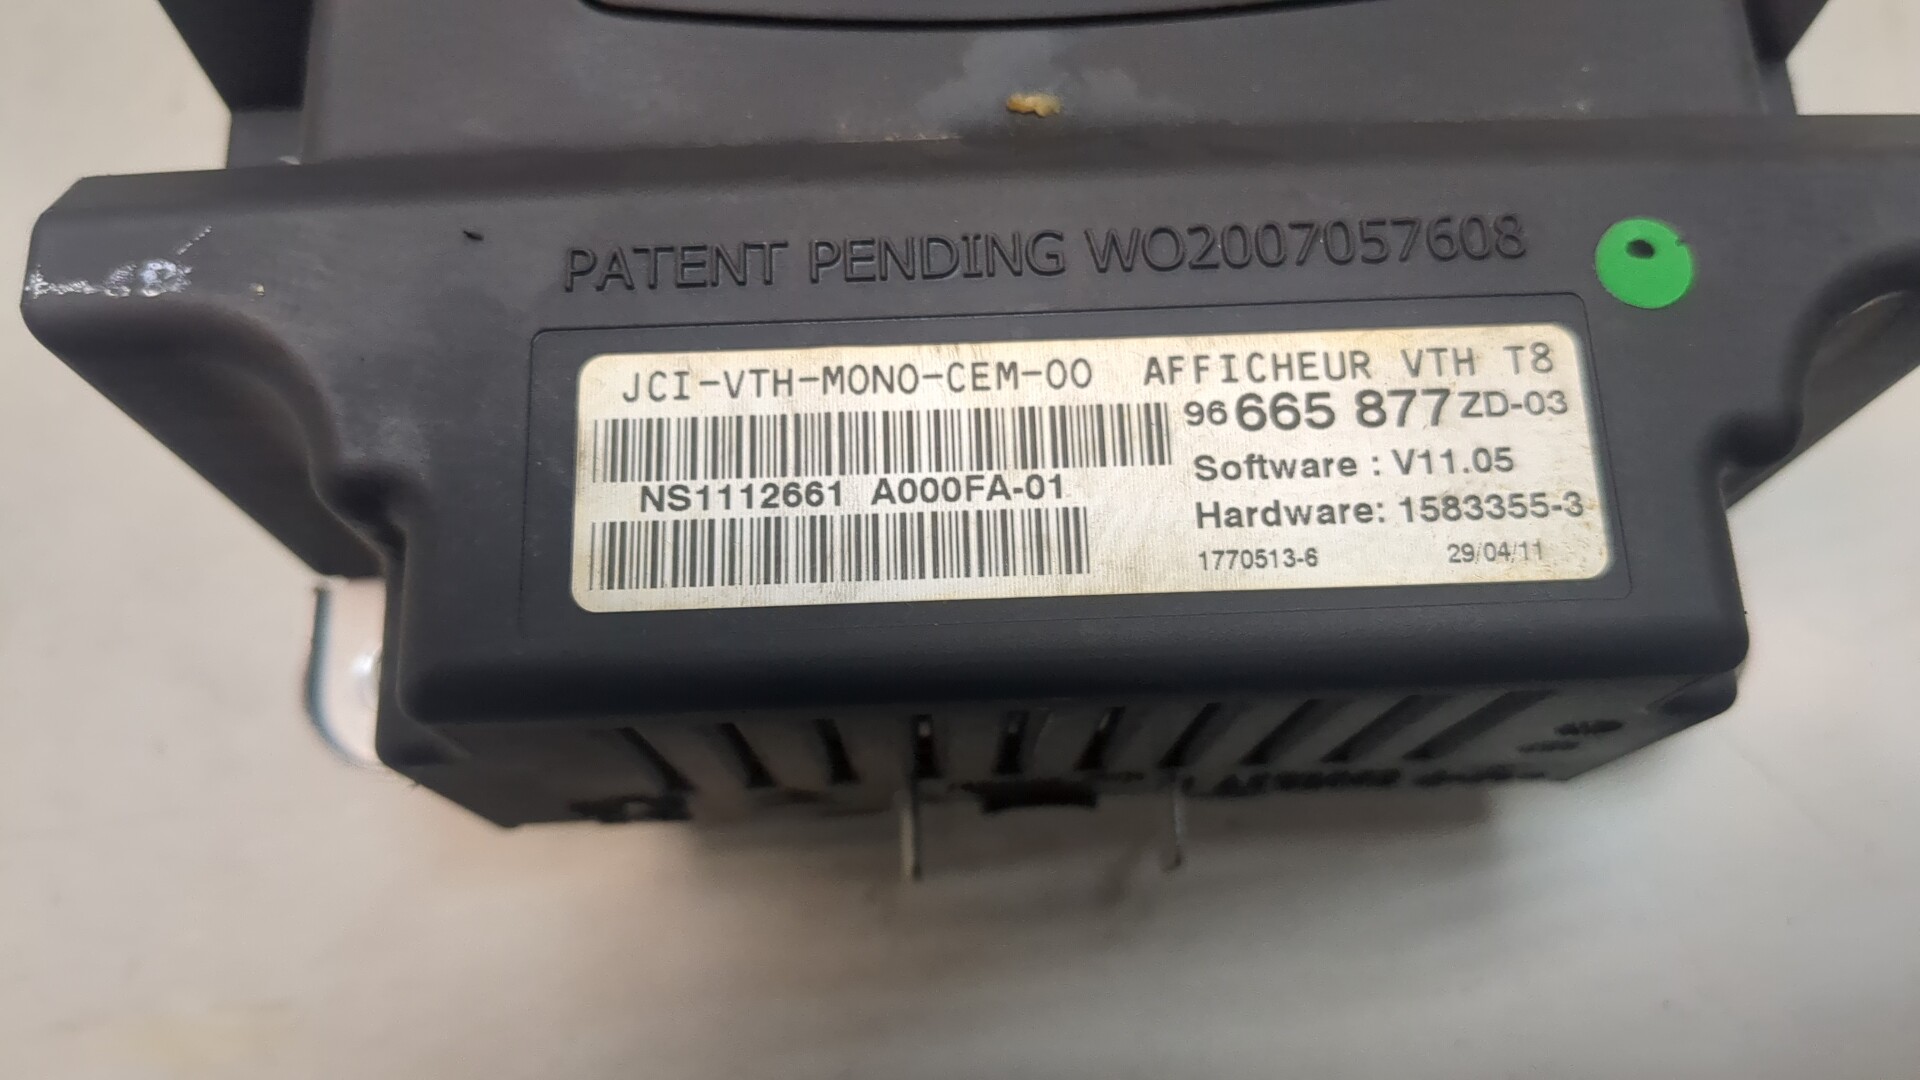 PATENT PENDING WO2007057608
JCI-VTH-MONO-CEM-00 AFFICHEUR VTH T8
96 665 877 ZD-03
Software : V11.05
NS1112661 A000FA-01
Hardware: 1583355-3
1770513-6 29/04/11